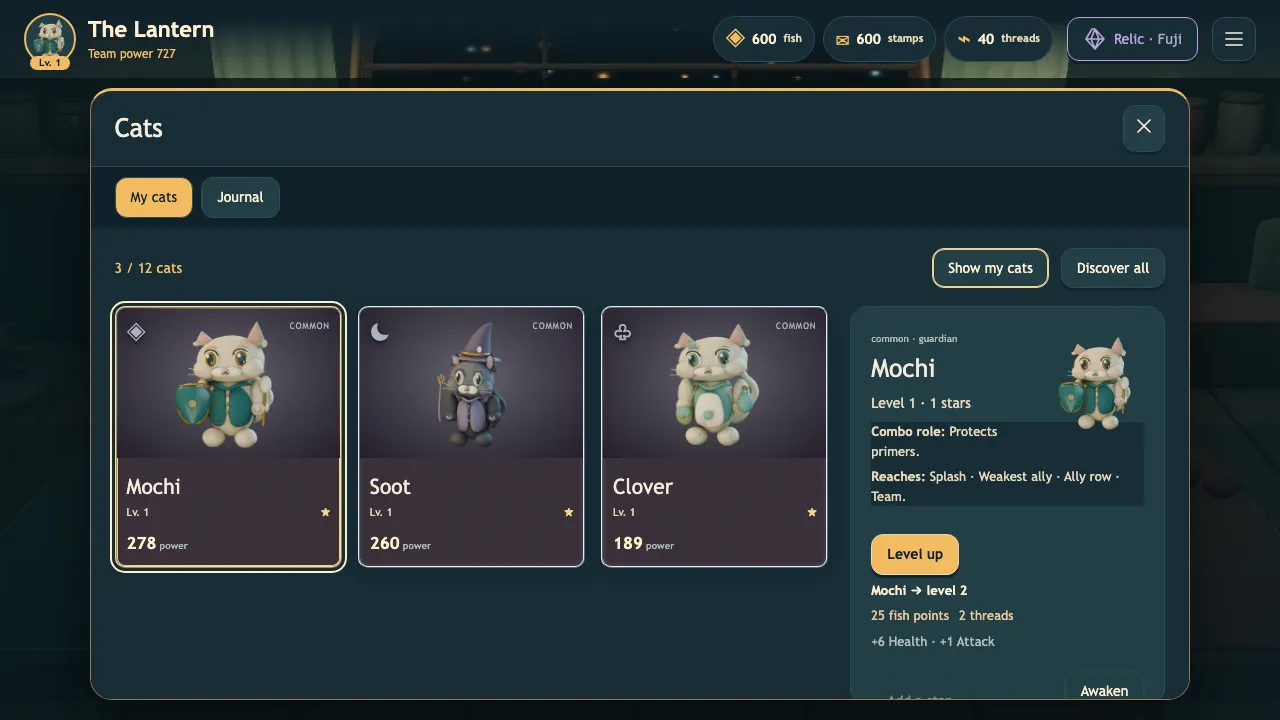 The Lantern
Team power 727
Lv. 1
600 fish
600 stamps
40 threads
Relic · Fuji
Cats
My cats
Journal
3 / 12 cats
Show my cats
Discover all
COMMON
Mochi
Lv. 1
278 power
COMMON
Soot
Lv. 1
260 power
COMMON
Clover
Lv. 1
189 power
common · guardian
Mochi
Level 1 · 1 stars
Combo role: Protects
primers.
Reaches: Splash · Weakest ally · Ally row ·
Team.
Level up
Mochi → level 2
25 fish points 2 threads
+6 Health · +1 Attack
Awaken